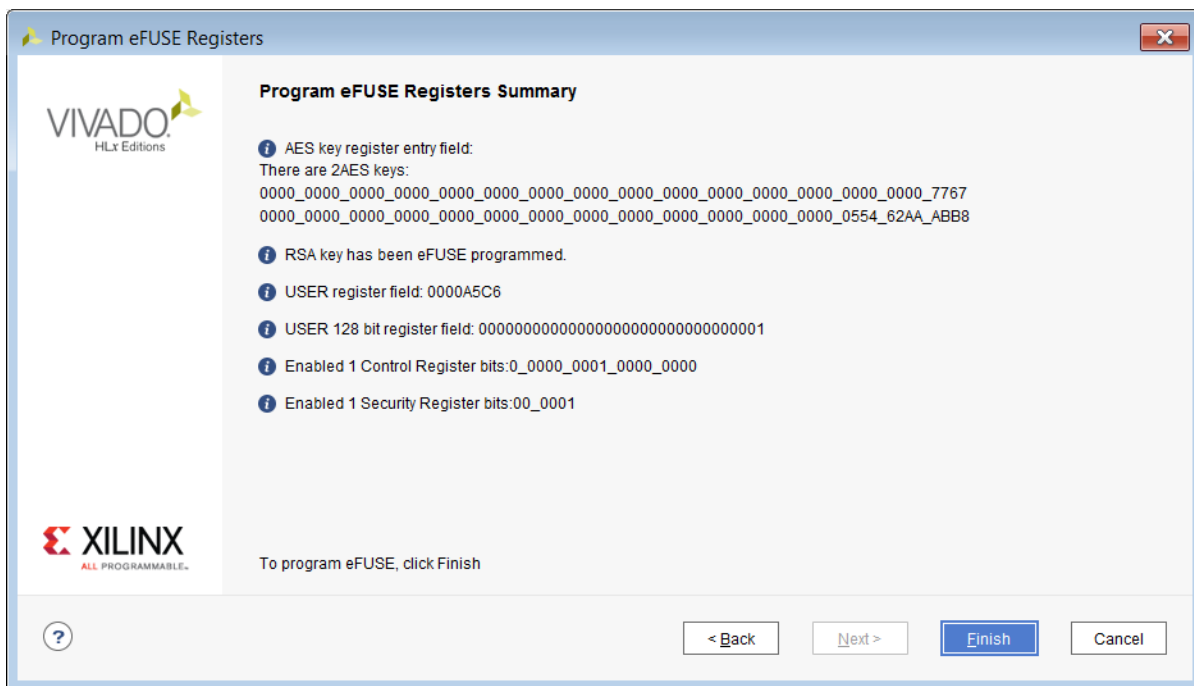 Program eFUSE Registers
VIVADO.
HLx Editions
Program eFUSE Registers Summary
AES key register entry field:
There are 2AES keys:
0000_0000_0000_0000_0000_0000_0000_0000_0000_0000_0000_0000_0000_0000_0000_7767
0000_0000_0000_0000_0000_0000_0000_0000_0000_0000_0000_0000_0000_0554_62AA_ABB8
RSA key has been eFUSE programmed.
USER register field: 0000A5C6
USER 128 bit register field: 00000000000000000000000000000001
Enabled 1 Control Register bits:0_0000_0001_0000_0000
Enabled 1 Security Register bits:00_0001
XILINX
ALL PROGRAMMABLE™
To program eFUSE, click Finish
?
< Back
Next >
Finish
Cancel